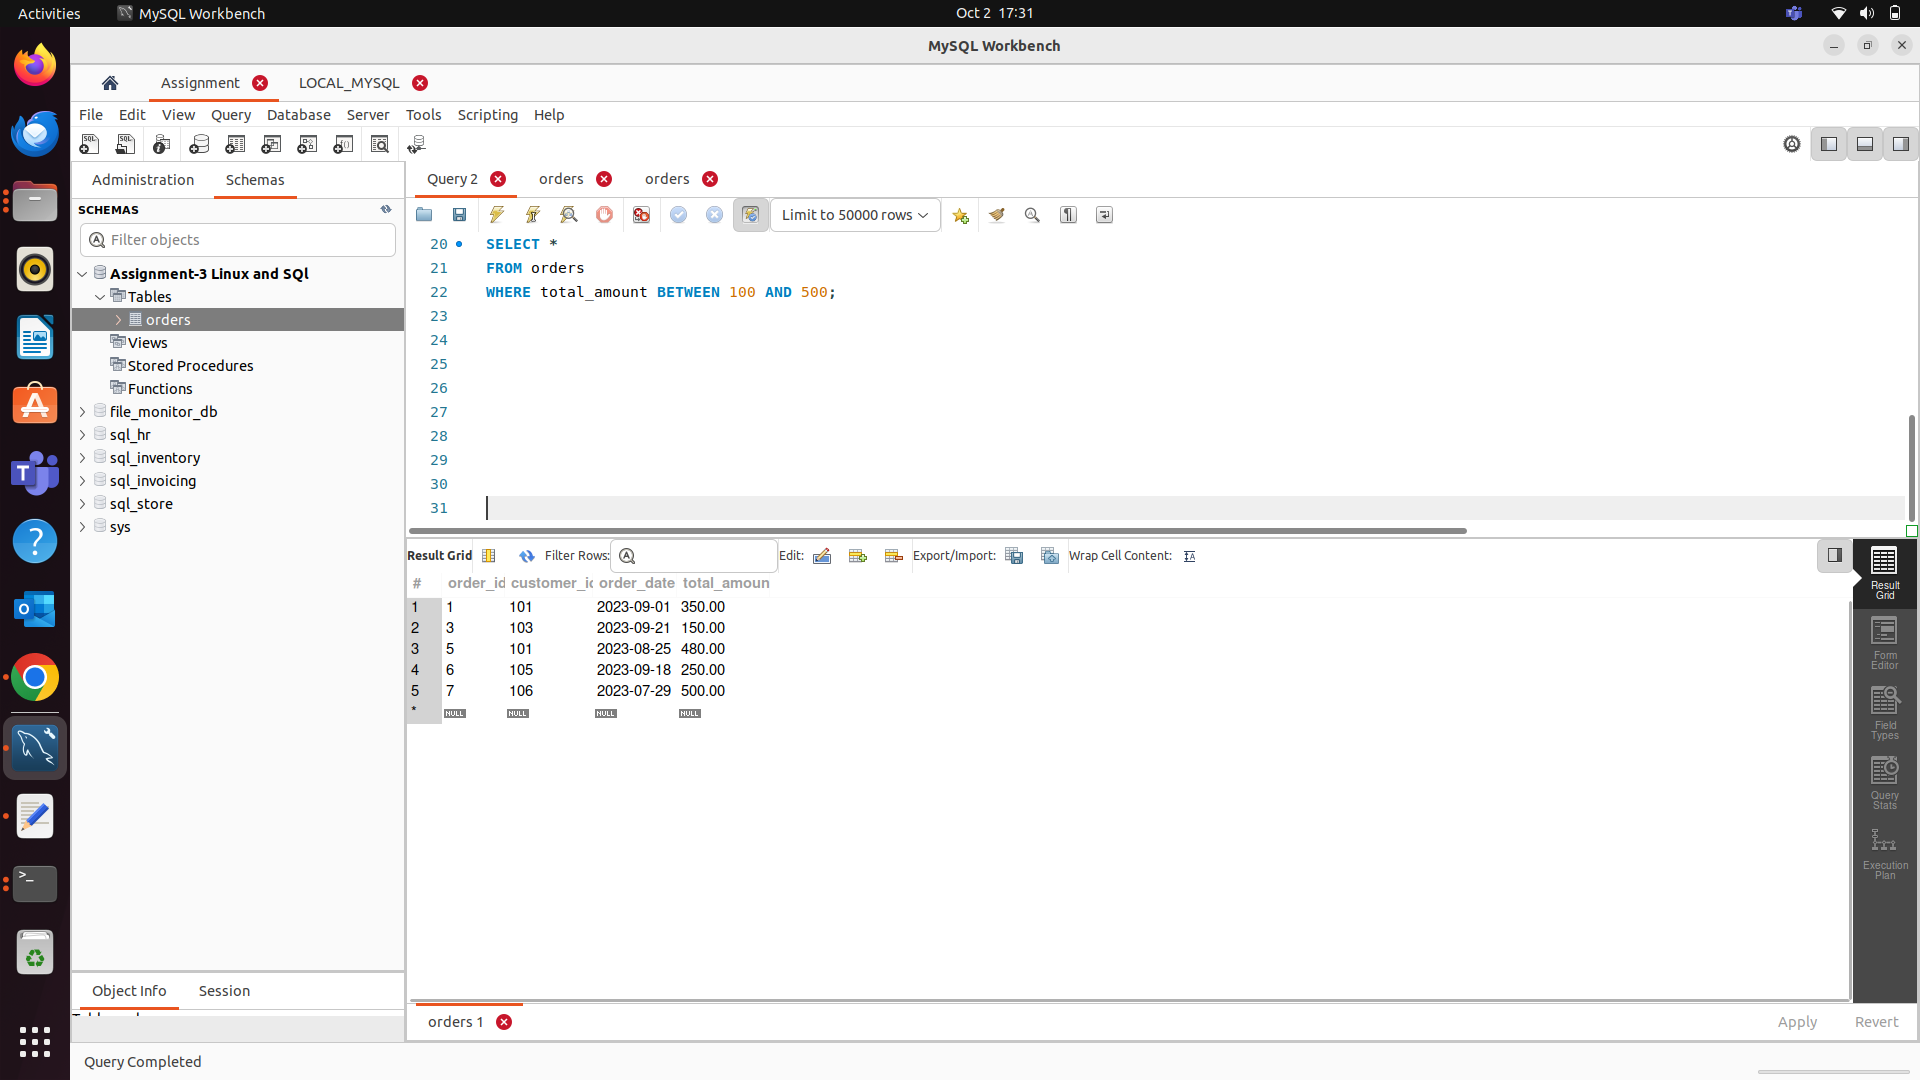 Activities MySQL Workbench Oct 2 17:31
MySQL Workbench
Assignment LOCAL_MYSQL
File Edit View Query Database Server Tools Scripting Help
Administration Schemas
SCHEMAS
Filter objects
Assignment-3 Linux and SQl
Tables
orders
Views
Stored Procedures
Functions
file_monitor_db
sql_hr
sql_inventory
sql_invoicing
sql_store
sys
Object Info Session
Query 2 orders orders
Limit to 50000 rows
20 SELECT *
21 FROM orders
22 WHERE total_amount BETWEEN 100 AND 500;
23
24
25
26
27
28
29
30
31
Result Grid Filter Rows: Edit: Export/Import: Wrap Cell Content:
# order_id customer_id order_date total_amoun
1 1 101 2023-09-01 350.00
2 3 103 2023-09-21 150.00
3 5 101 2023-08-25 480.00
4 6 105 2023-09-18 250.00
5 7 106 2023-07-29 500.00
* NULL NULL NULL NULL
Result
Grid
Form
Editor
Field
Types
Query
Stats
Execution
Plan
orders 1 Apply Revert
Query Completed